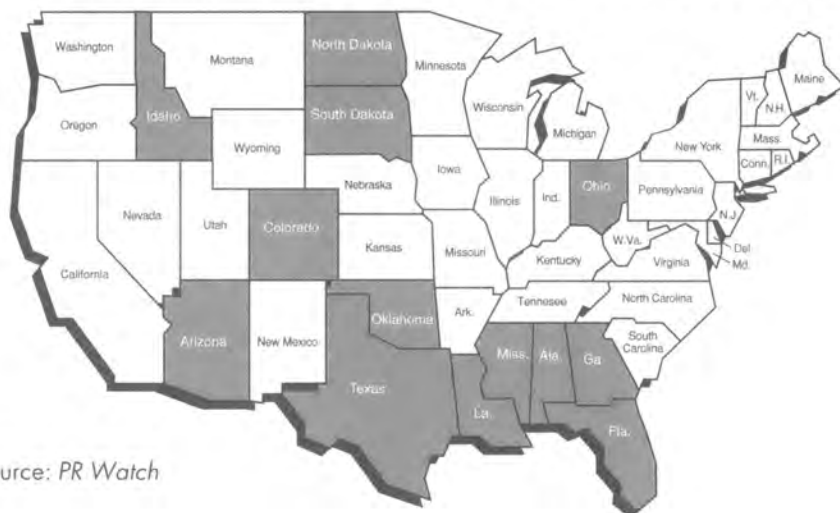 Washington
Montana
North Dakota
Minnesota
Maine
Vt.
N.H.
Oregon
Idaho
South Dakota
Wisconsin
Michigan
New York
Mass.
Conn.
R.I.
Wyoming
Nebraska
Iowa
Illinois
Ind.
Ohio
Pennsylvania
N.J.
Nevada
Utah
Colorado
Kansas
Missouri
W.Va.
Del.
Md.
California
Kentucky
Virginia
Arizona
New Mexico
Oklahoma
Ark.
Tennesee
North Carolina
South
Carolina
Texas
La.
Miss.
Ala.
Ga.
Fla.
urce: PR Watch